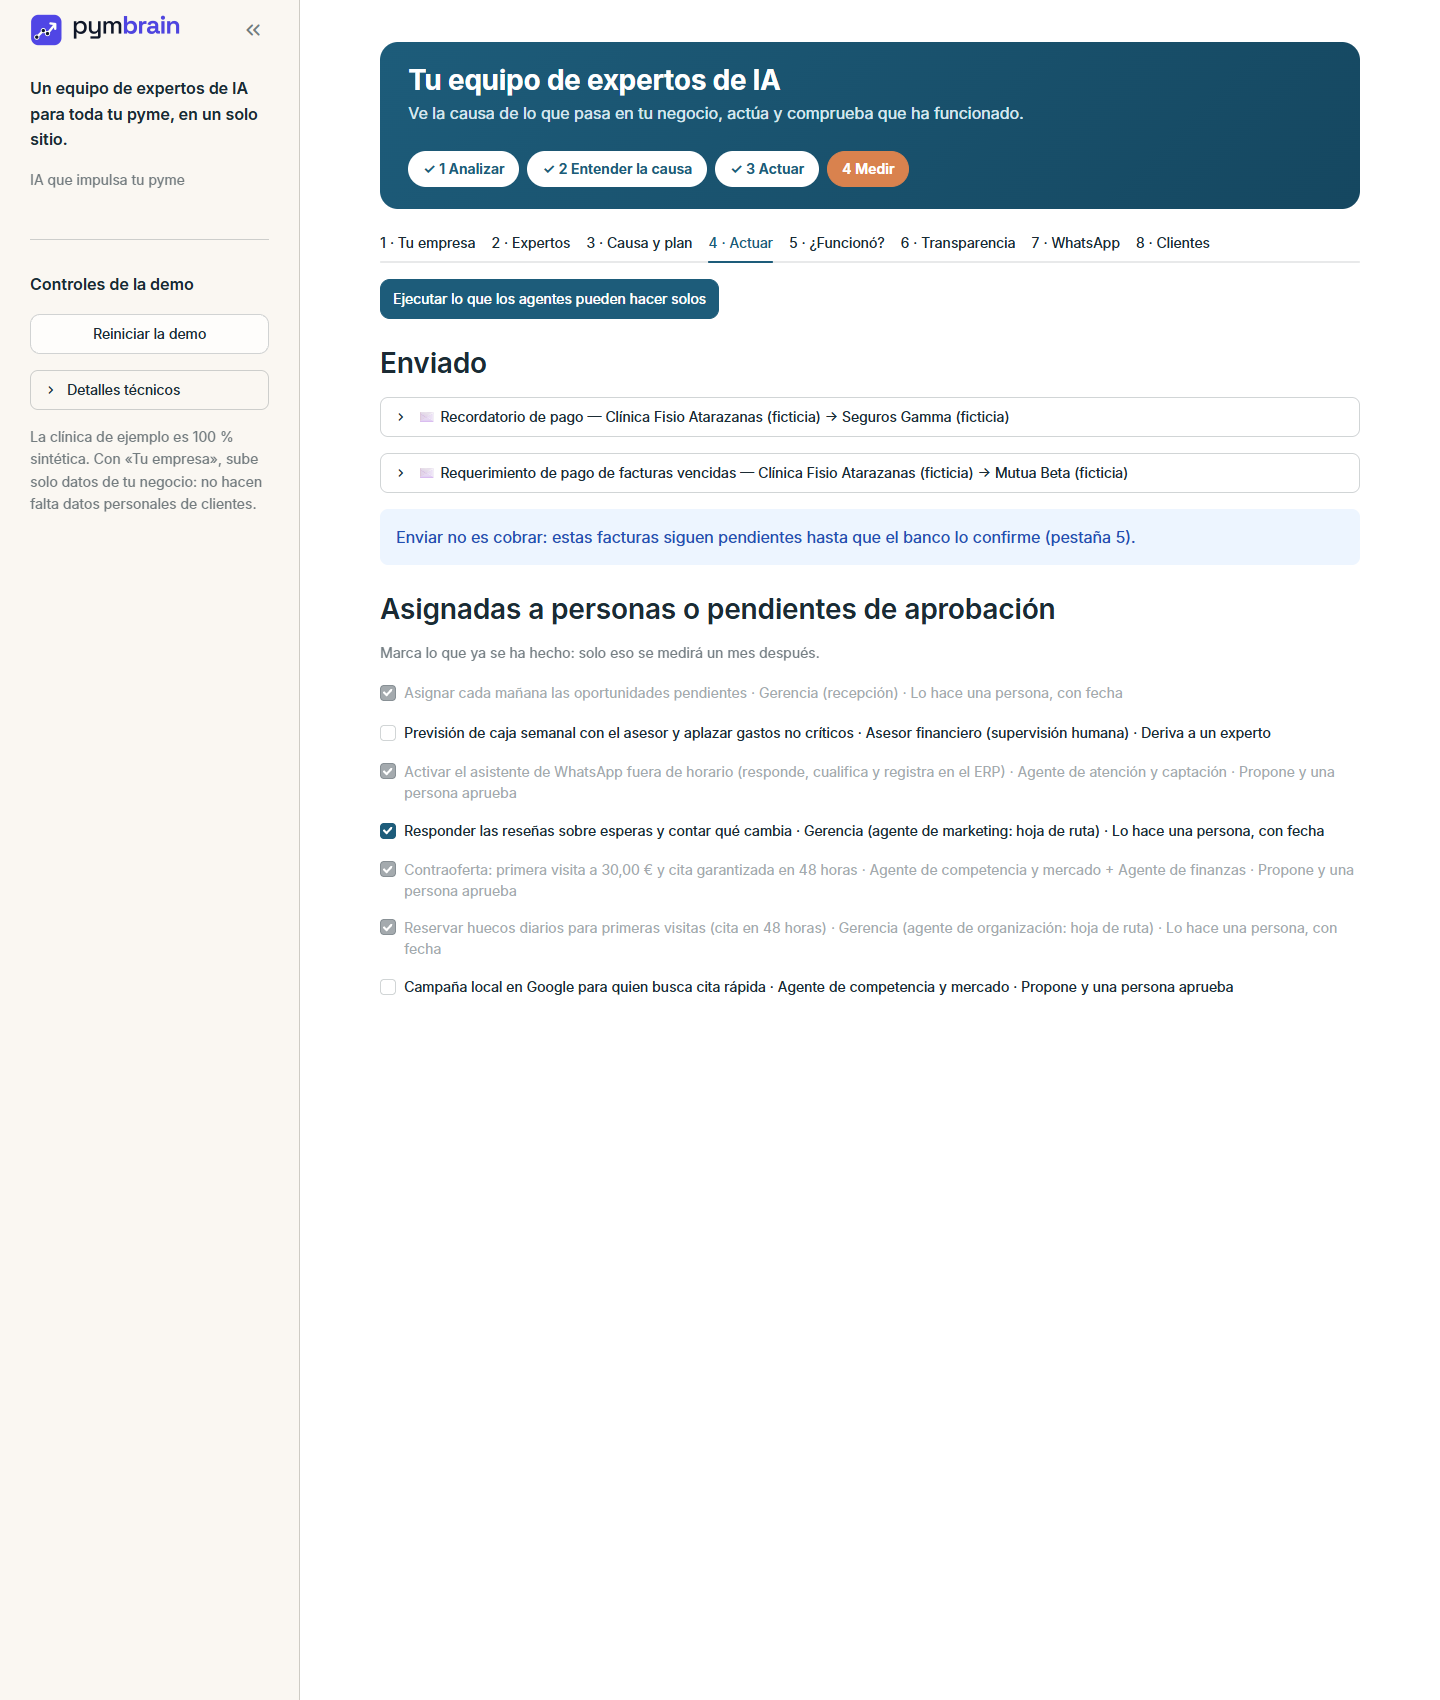 pymbrain
Un equipo de expertos de IA
para toda tu pyme, en un solo
sitio.
IA que impulsa tu pyme
Controles de la demo
Reiniciar la demo
Detalles técnicos
La clínica de ejemplo es 100 %
sintética. Con «Tu empresa», sube
solo datos de tu negocio: no hacen
falta datos personales de clientes.
Tu equipo de expertos de IA
Ve la causa de lo que pasa en tu negocio, actúa y comprueba que ha funcionado.
✓ 1 Analizar ✓ 2 Entender la causa ✓ 3 Actuar 4 Medir
1 · Tu empresa 2 · Expertos 3 · Causa y plan 4 · Actuar 5 · ¿Funcionó? 6 · Transparencia 7 · WhatsApp 8 · Clientes
Ejecutar lo que los agentes pueden hacer solos
Enviado
Recordatorio de pago — Clínica Fisio Atarazanas (ficticia) → Seguros Gamma (ficticia)
Requerimiento de pago de facturas vencidas — Clínica Fisio Atarazanas (ficticia) → Mutua Beta (ficticia)
Enviar no es cobrar: estas facturas siguen pendientes hasta que el banco lo confirme (pestaña 5).
Asignadas a personas o pendientes de aprobación
Marca lo que ya se ha hecho: solo eso se medirá un mes después.
Asignar cada mañana las oportunidades pendientes · Gerencia (recepción) · Lo hace una persona, con fecha
Previsión de caja semanal con el asesor y aplazar gastos no críticos · Asesor financiero (supervisión humana) · Deriva a un experto
Activar el asistente de WhatsApp fuera de horario (responde, cualifica y registra en el ERP) · Agente de atención y captación · Propone y una
persona aprueba
Responder las reseñas sobre esperas y contar qué cambia · Gerencia (agente de marketing: hoja de ruta) · Lo hace una persona, con fecha
Contraoferta: primera visita a 30,00 € y cita garantizada en 48 horas · Agente de competencia y mercado + Agente de finanzas · Propone y una
persona aprueba
Reservar huecos diarios para primeras visitas (cita en 48 horas) · Gerencia (agente de organización: hoja de ruta) · Lo hace una persona, con
fecha
Campaña local en Google para quien busca cita rápida · Agente de competencia y mercado · Propone y una persona aprueba